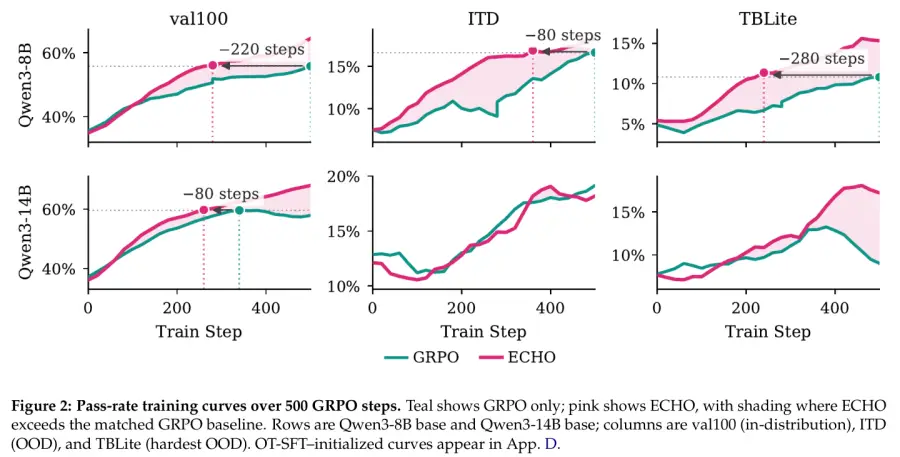 val100
ITD
TBLite
Qwen3-8B
60%
40%
−220 steps
15%
10%
−80 steps
15%
10%
5%
−280 steps
Qwen3-14B
60%
40%
−80 steps
20%
15%
10%
15%
10%
0
200
400
0
200
400
0
200
400
Train Step
Train Step
Train Step
GRPO
ECHO
Figure 2: Pass-rate training curves over 500 GRPO steps. Teal shows GRPO only; pink shows ECHO, with shading where ECHO
exceeds the matched GRPO baseline. Rows are Qwen3-8B base and Qwen3-14B base; columns are val100 (in-distribution), ITD
(OOD), and TBLite (hardest OOD). OT-SFT–initialized curves appear in App. D.